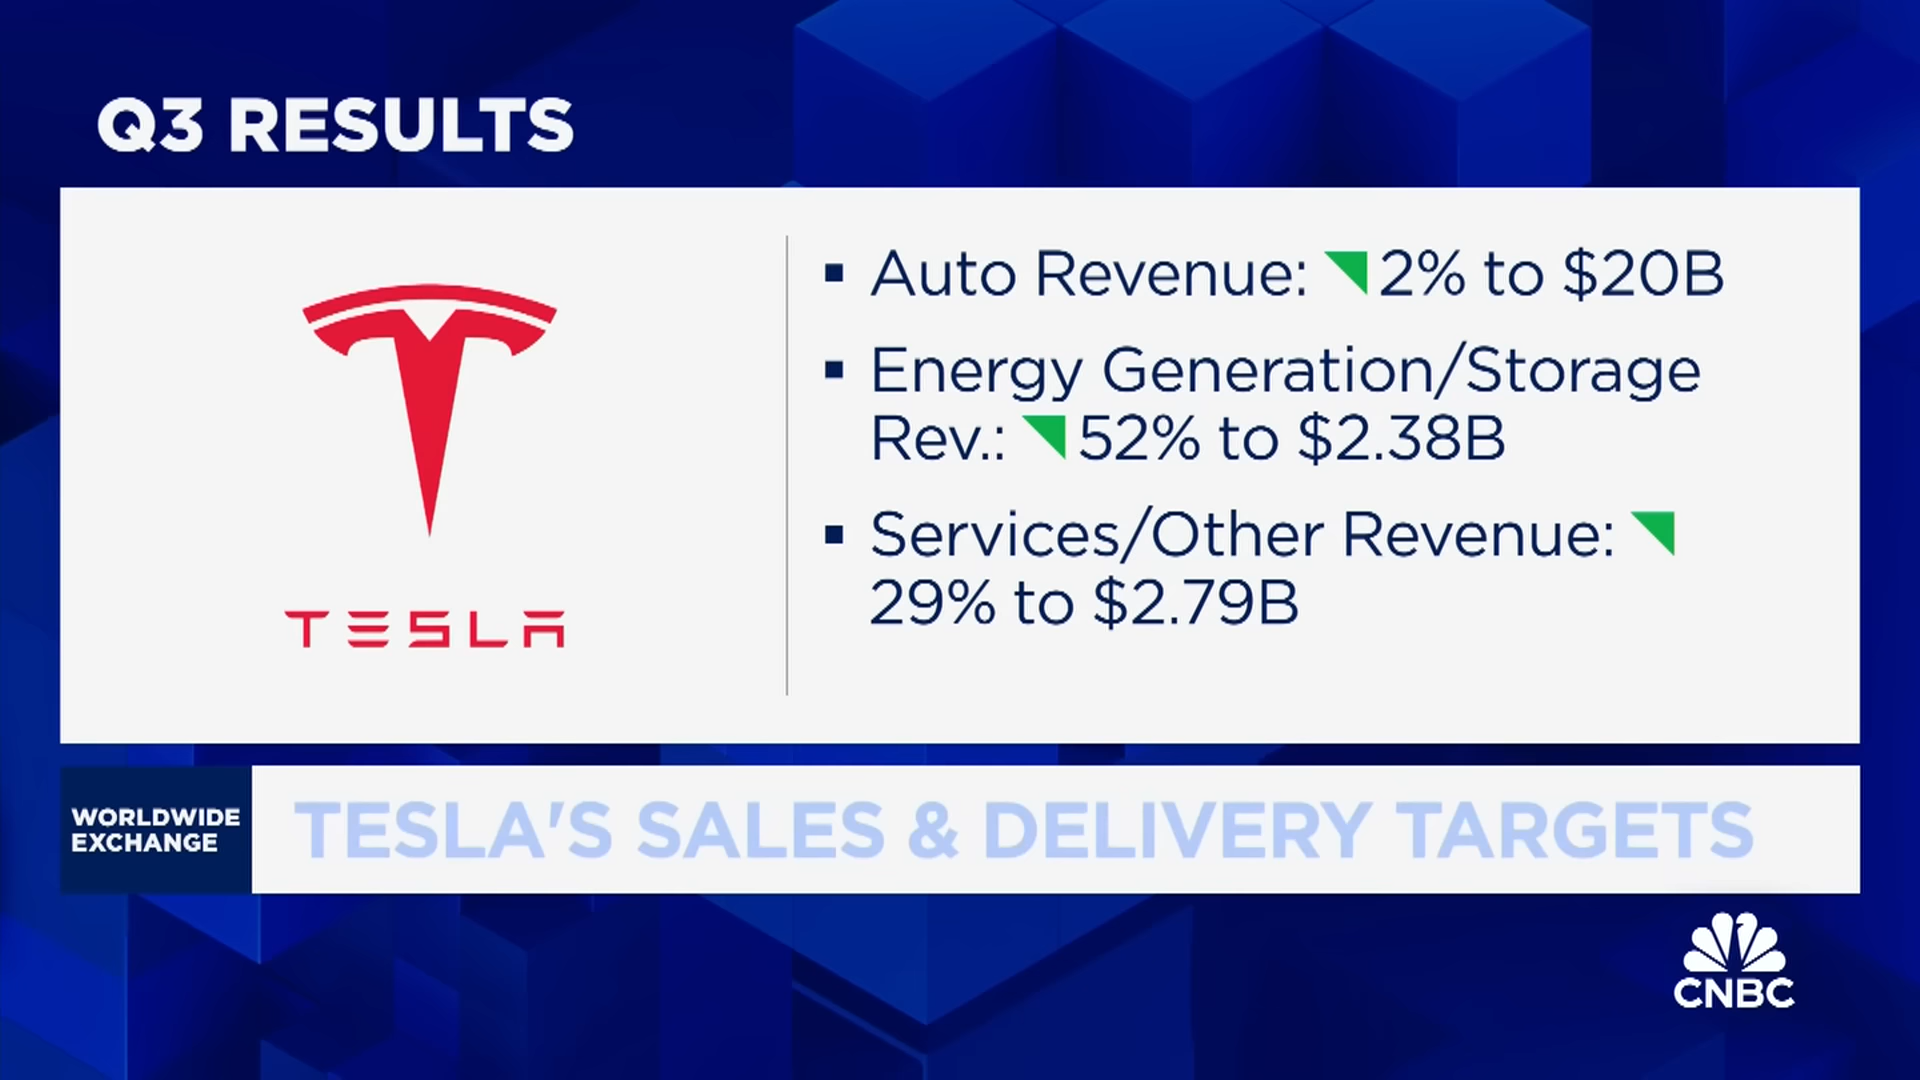 Q3 RESULTS
▪ Auto Revenue: ◥2% to $20B
▪ Energy Generation/Storage
Rev.: ◥52% to $2.38B
▪ Services/Other Revenue: ◥
29% to $2.79B
TESLA
WORLDWIDE
EXCHANGE
TESLA'S SALES & DELIVERY TARGETS
CNBC